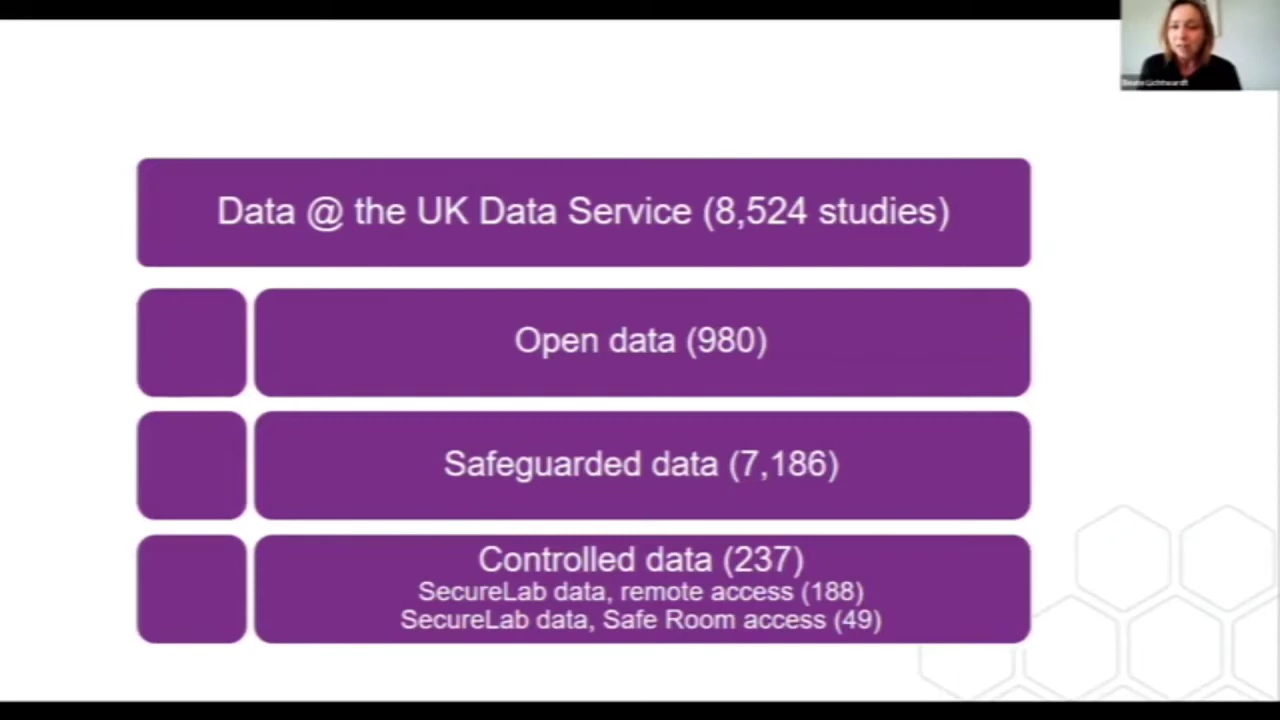 Data @ the UK Data Service (8,524 studies)
Open data (980)
Safeguarded data (7,186)
Controlled data (237)
SecureLab data, remote access (188)
SecureLab data, Safe Room access (49)